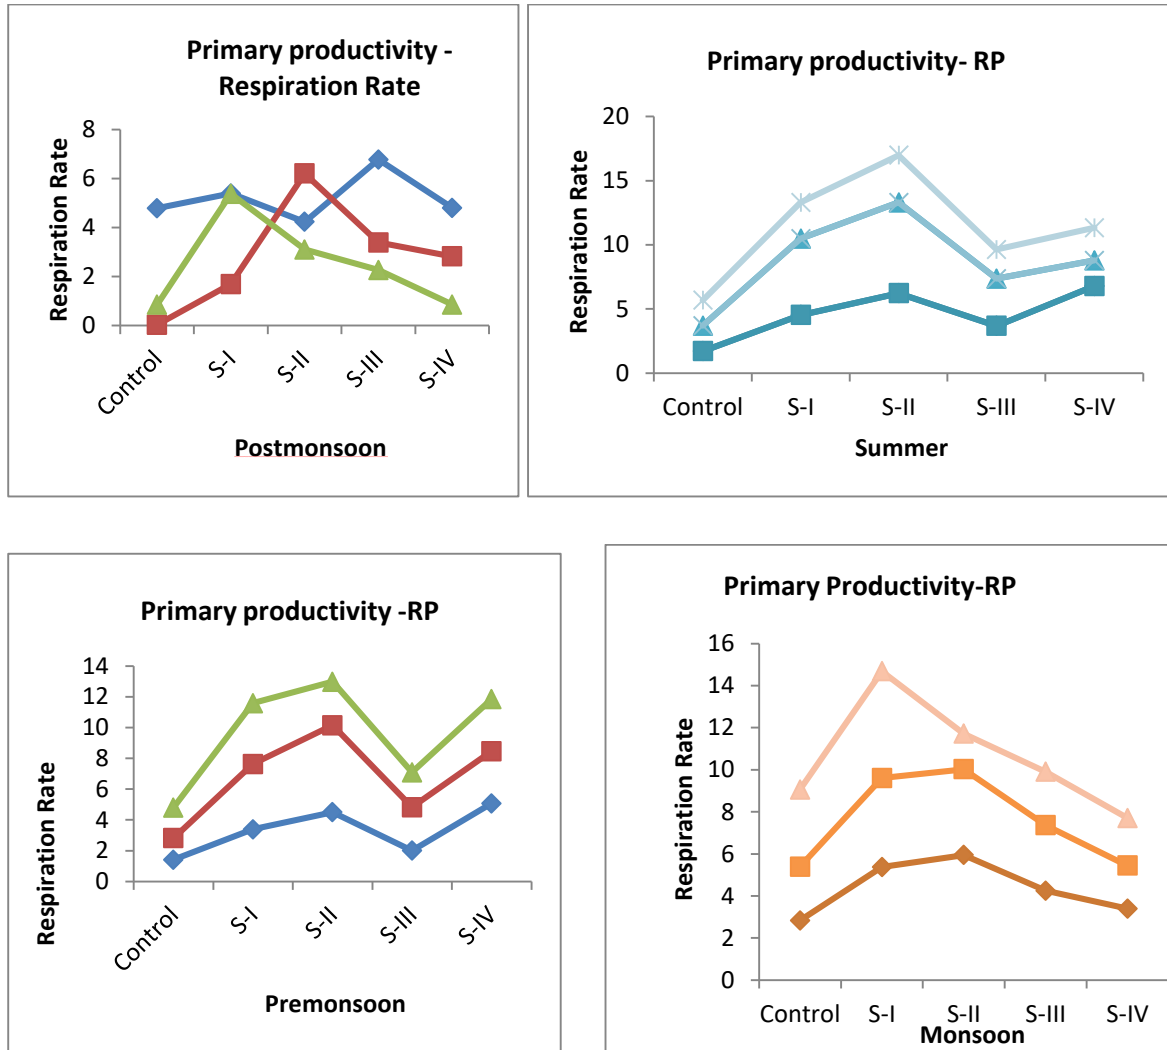 Primary productivity -
Respiration Rate
Respiration Rate
8
6
4
2
0
Control
S-I
S-II
S-III
S-IV
Postmonsoon
Primary productivity- RP
Respiration Rate
20
15
10
5
0
Control
S-I
S-II
S-III
S-IV
Summer
Primary productivity -RP
Respiration Rate
14
12
10
8
6
4
2
0
Control
S-I
S-II
S-III
S-IV
Premonsoon
Primary Productivity-RP
Respiration Rate
16
14
12
10
8
6
4
2
0
Control
S-I
S-II
S-III
S-IV
Monsoon